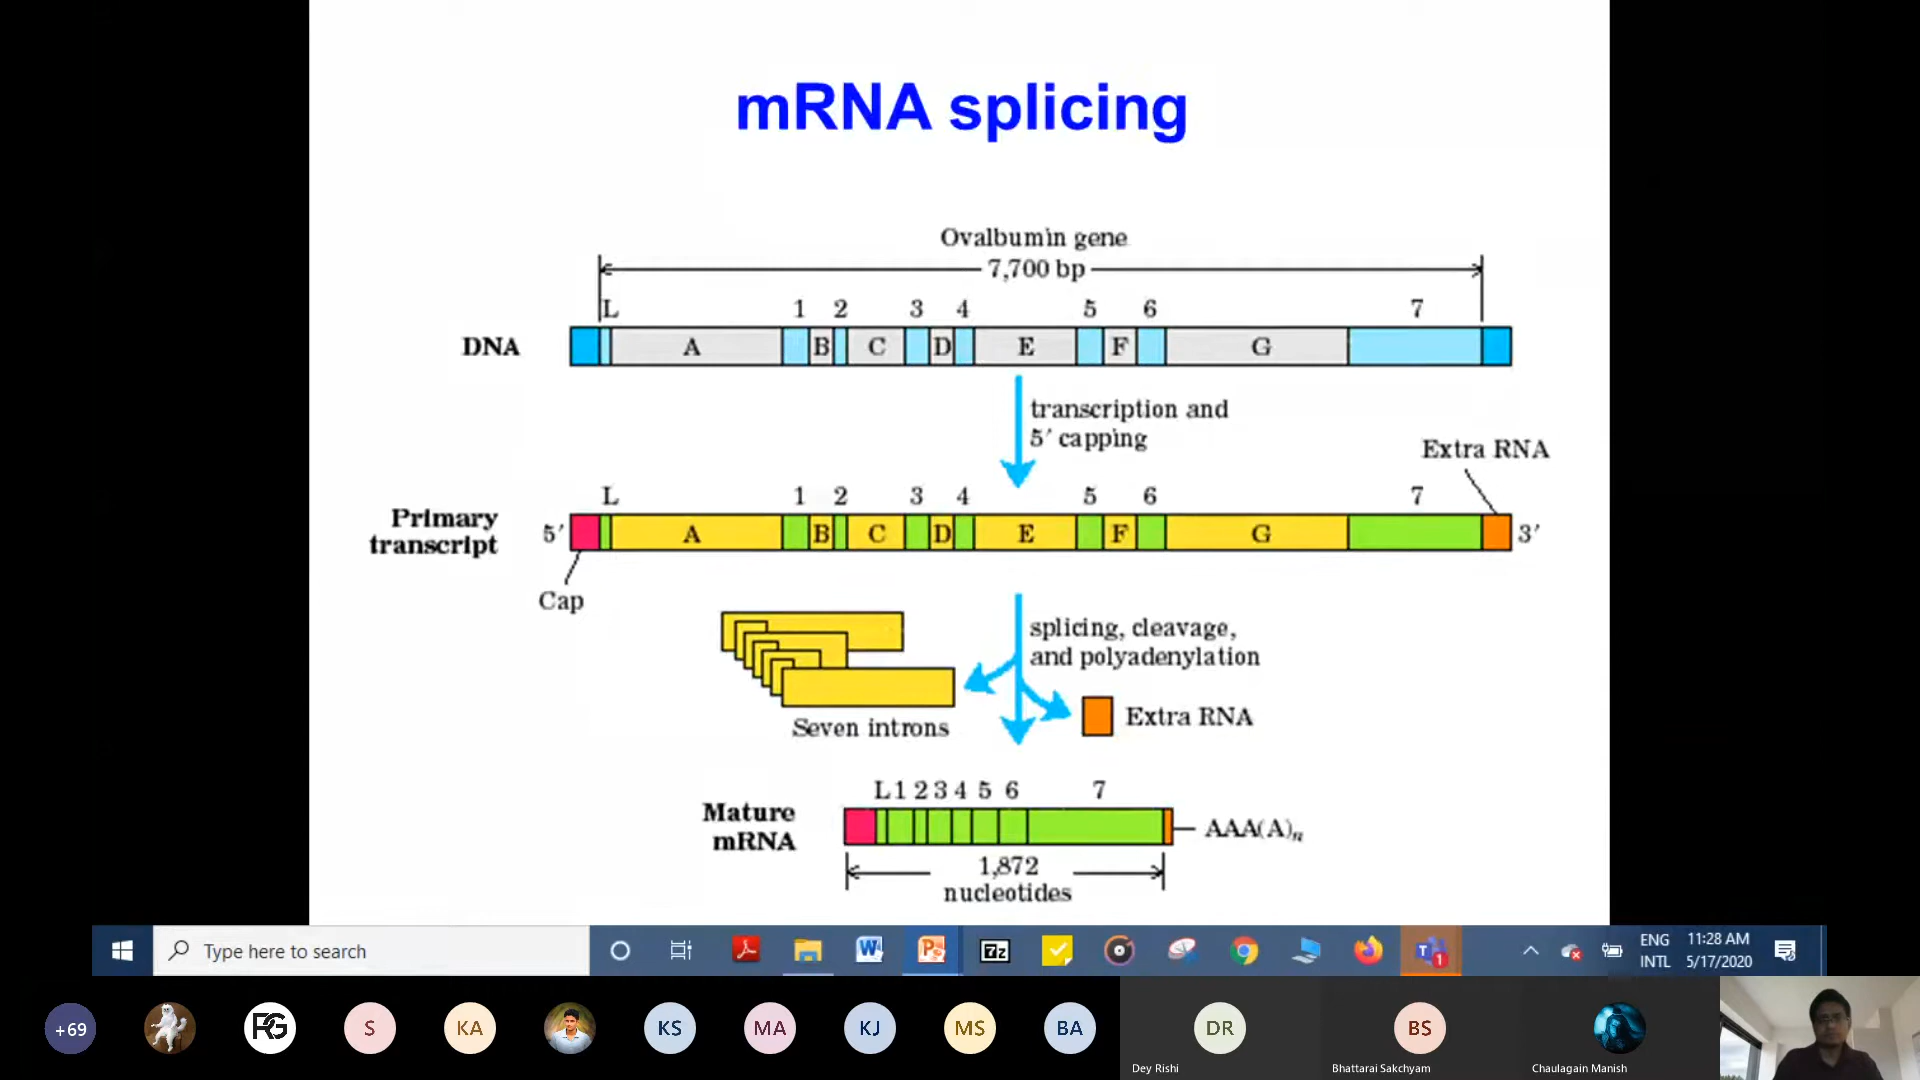 mRNA splicing
Ovalbumin gene
7,700 bp
L 1 2 3 4 5 6 7
DNA A B C D E F G
transcription and
5′ capping
Extra RNA
L 1 2 3 4 5 6 7
Primary
transcript
5′ A B C D E F G 3′
Cap
splicing, cleavage,
and polyadenylation
Extra RNA
Seven introns
L 1 2 3 4 5 6 7
Mature
mRNA
AAA(A)n
1,872
nucleotides
Type here to search
ENG
INTL
11:28 AM
5/17/2020
+69
RG
S
KA
KS
MA
KJ
MS
BA
DR
BS
Dey Rishi
Bhattarai Sakchyam
Chaulagain Manish